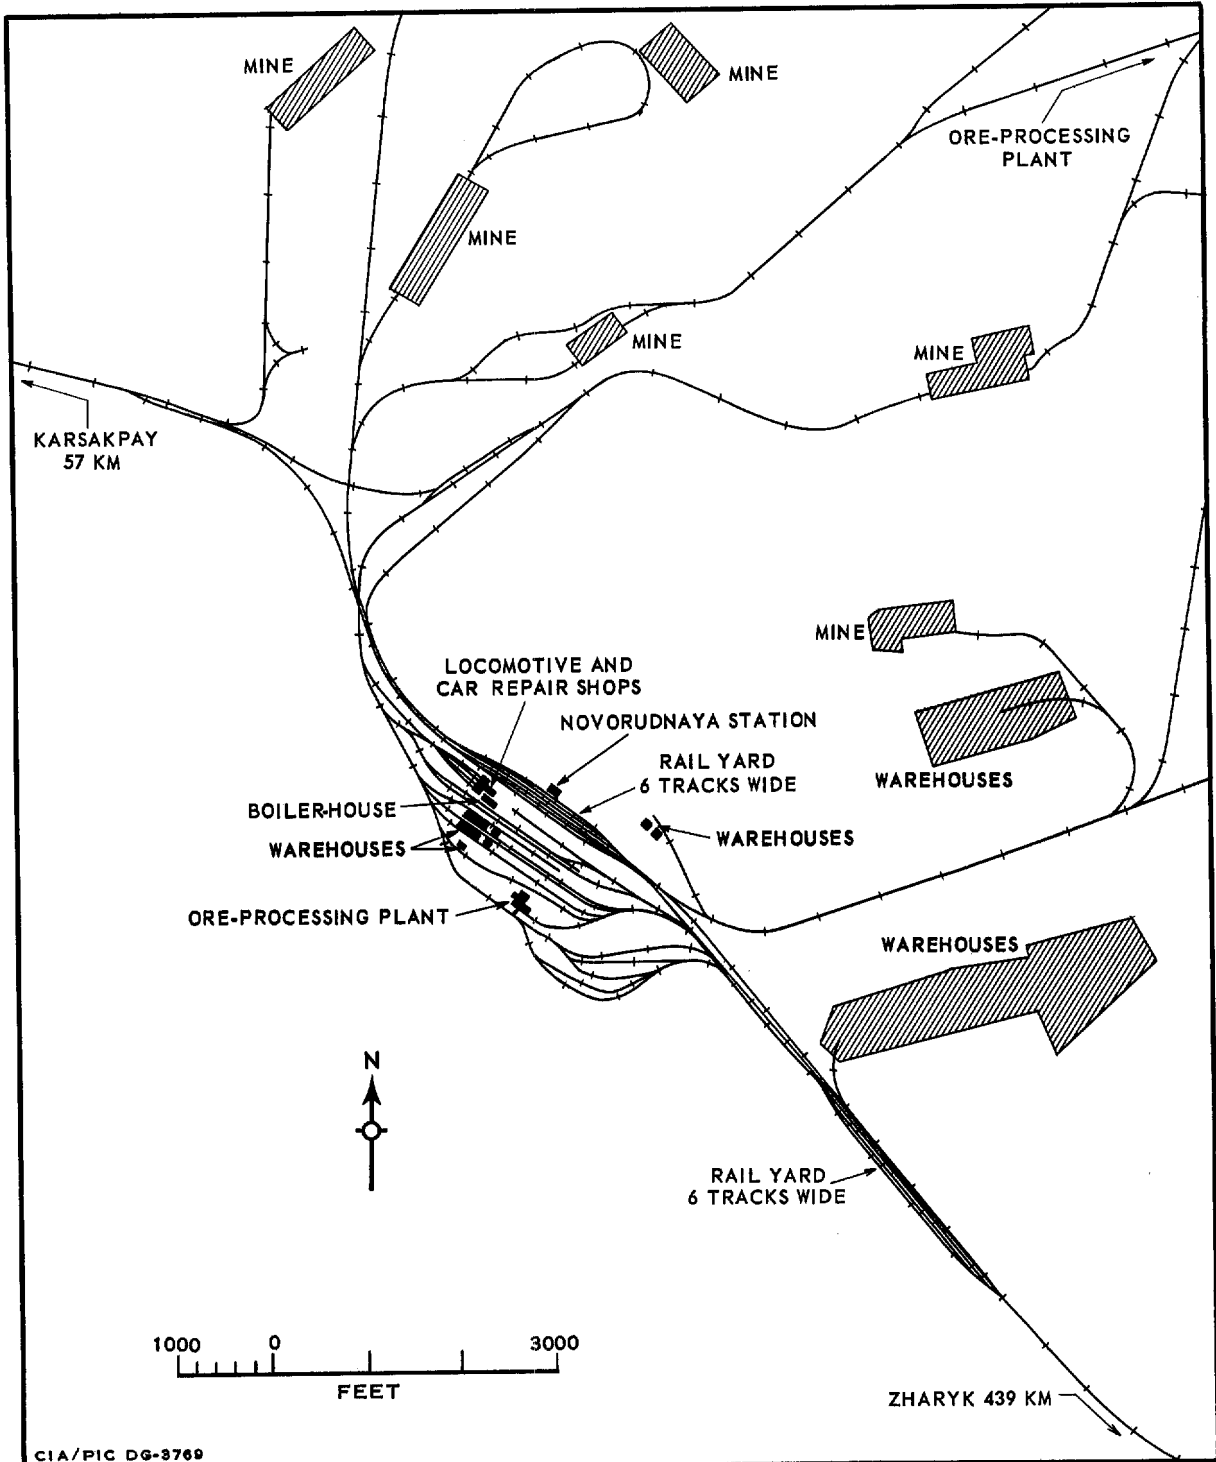 MINE
MINE
ORE-PROCESSING
PLANT
MINE
MINE
MINE
KARSAKPAY
57 KM
MINE
LOCOMOTIVE AND
CAR REPAIR SHOPS
NOVORUDNAYA STATION
RAIL YARD
6 TRACKS WIDE
WAREHOUSES
BOILER-HOUSE
WAREHOUSES
WAREHOUSES
ORE-PROCESSING PLANT
WAREHOUSES
N
RAIL YARD
6 TRACKS WIDE
1000 0 3000
FEET
ZHARYK 439 KM
CIA/PIC DG-3769